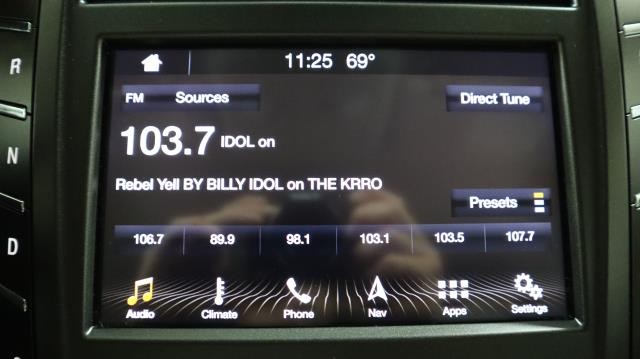 11:25 69°
FM Sources Direct Tune
103.7 IDOL on
Rebel Yell BY BILLY IDOL on THE KRRO
Presets
106.7 89.9 98.1 103.1 103.5 107.7
Audio Climate Phone Nav Apps Settings
R
N
D